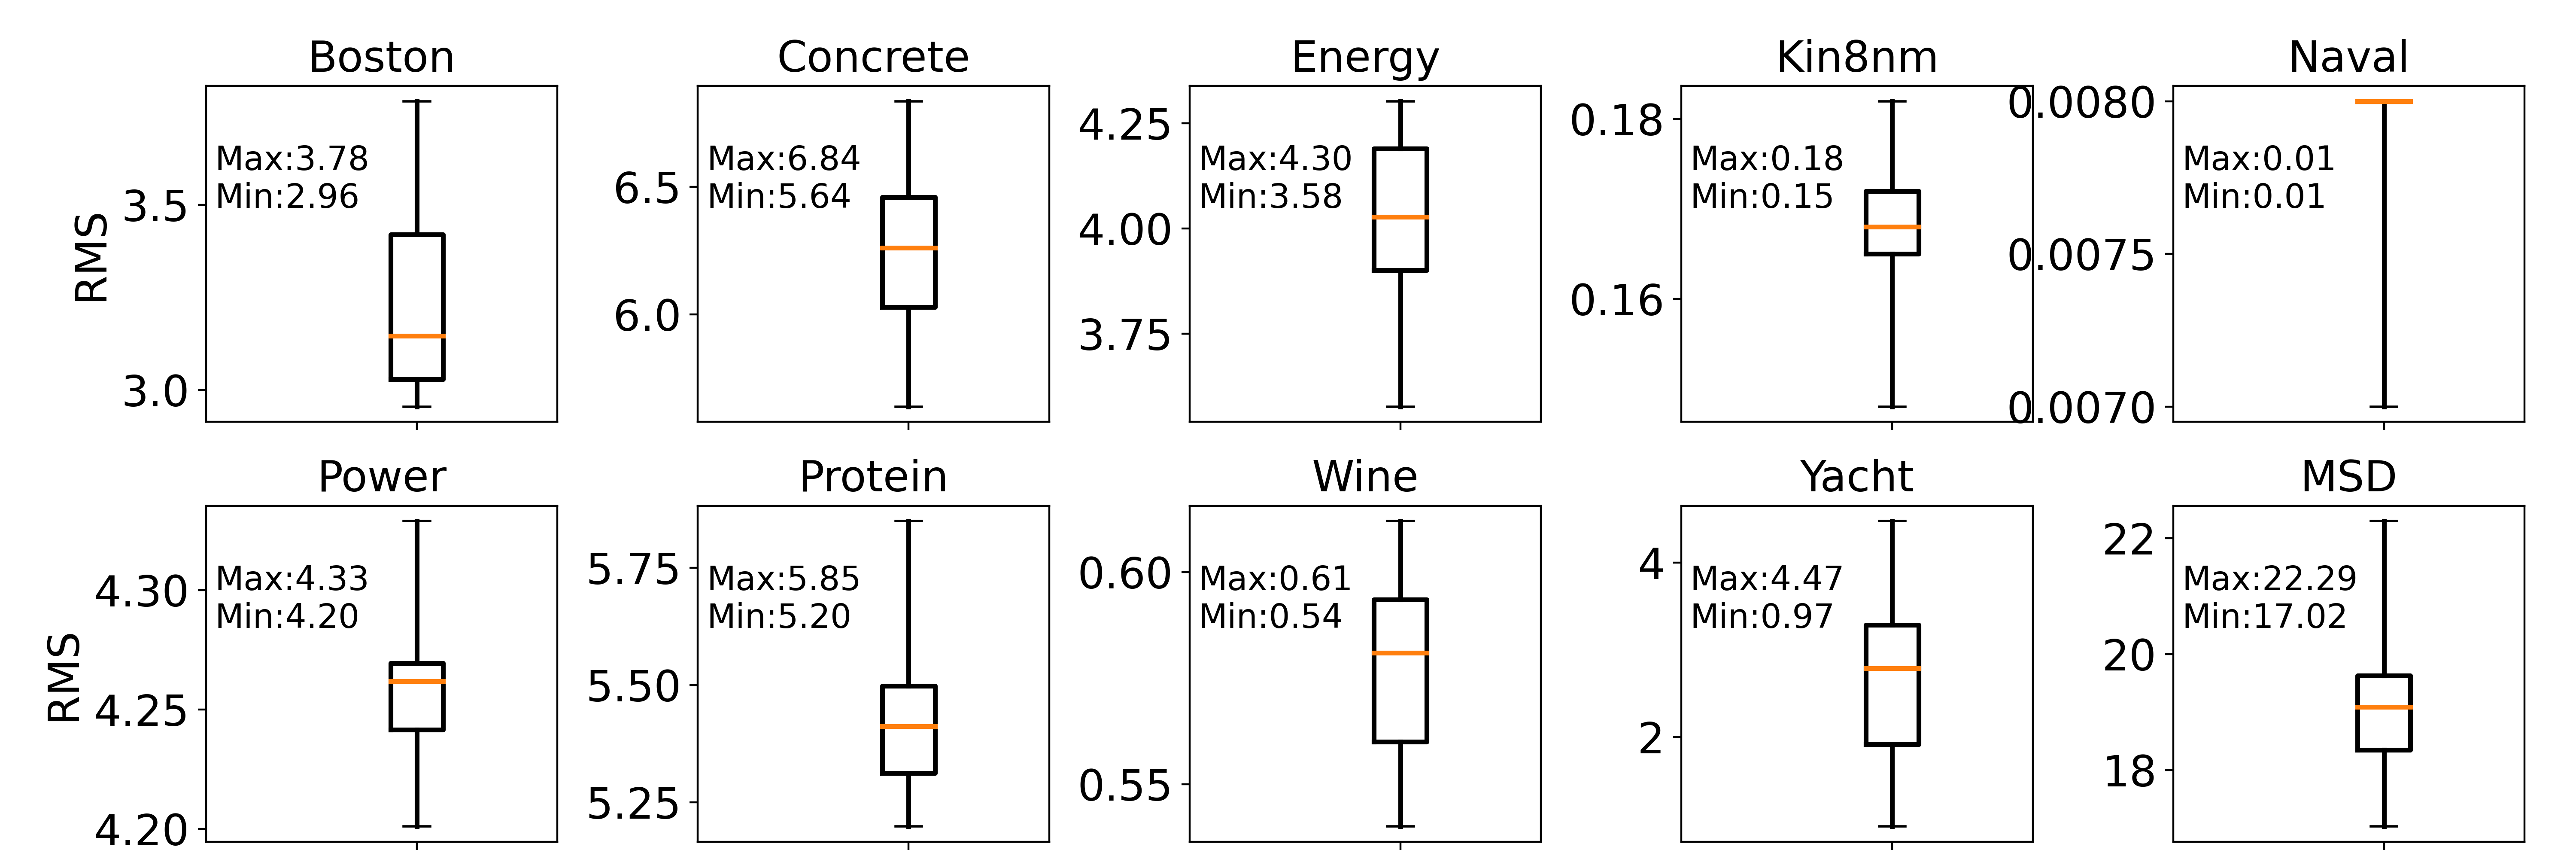 Boston
Concrete
Energy
Kin8nm
Naval
RMS
3.5
3.0
Max:3.78
Min:2.96
6.5
6.0
Max:6.84
Min:5.64
4.25
4.00
3.75
Max:4.30
Min:3.58
0.18
0.16
Max:0.18
Min:0.15
0.0080
0.0075
0.0070
Max:0.01
Min:0.01
Power
Protein
Wine
Yacht
MSD
RMS
4.30
4.25
4.20
Max:4.33
Min:4.20
5.75
5.50
5.25
Max:5.85
Min:5.20
0.60
0.55
Max:0.61
Min:0.54
4
2
Max:4.47
Min:0.97
22
20
18
Max:22.29
Min:17.02